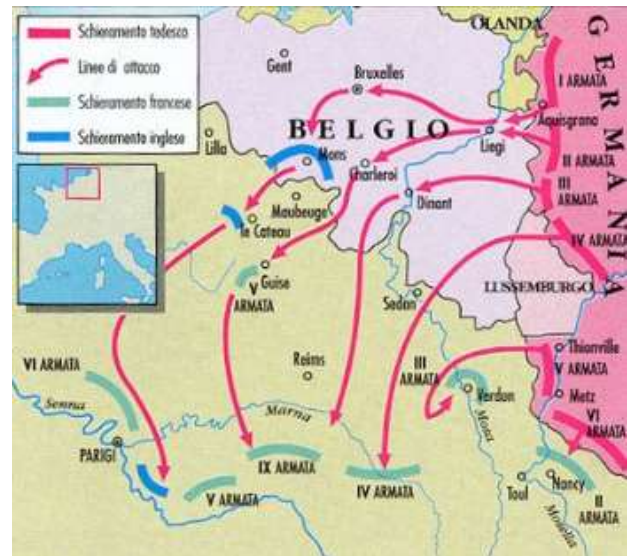 Schieramento tedesco
Linee di attacco
Schieramento francese
Schieramento inglese
OLANDA
GERMANIA
Gent
Bruxelles
I ARMATA
Aquisgrana
BELGIO
Liegi
Lilla
Mons
Charleroi
II ARMATA
III
ARMATA
Maubeuge
Dinant
le Cateau
IV ARMATA
Guise
V
ARMATA
Sedan
LUSSEMBURGO
Reims
III
ARMATA
Thionville
V ARMATA
VI ARMATA
Verdun
Metz
Senna
Marna
VI
ARMATA
Mosa
PARIGI
IX ARMATA
IV ARMATA
V ARMATA
Toul
Nancy
II
ARMATA
Mosella